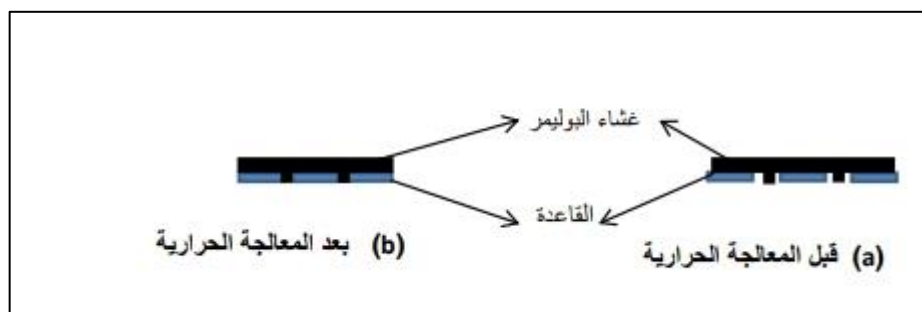 غشاء البوليمر
القاعدة
(a) قبل المعالجة الحرارية
(b) بعد المعالجة الحرارية